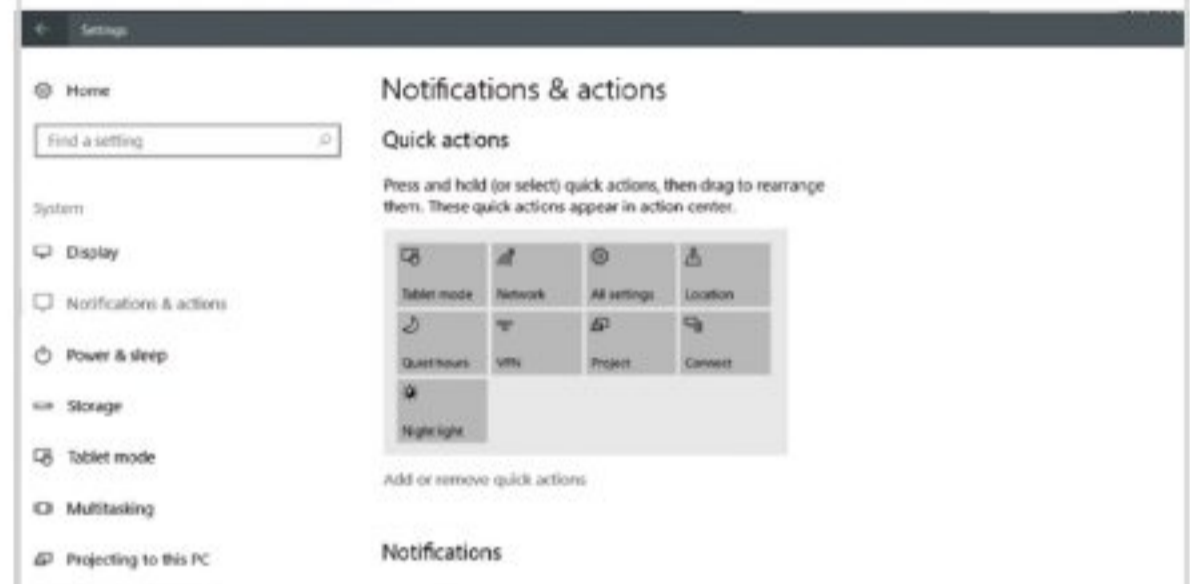 Settings
Home
Find a setting
System
Display
Notifications & actions
Power & sleep
Storage
Tablet mode
Multitasking
Projecting to this PC
Notifications & actions
Quick actions
Press and hold (or select) quick actions, then drag to rearrange
them. These quick actions appear in action center.
Tablet mode Network All settings Location
Quiet hours VPN Project Connect
Night light
Add or remove quick actions
Notifications